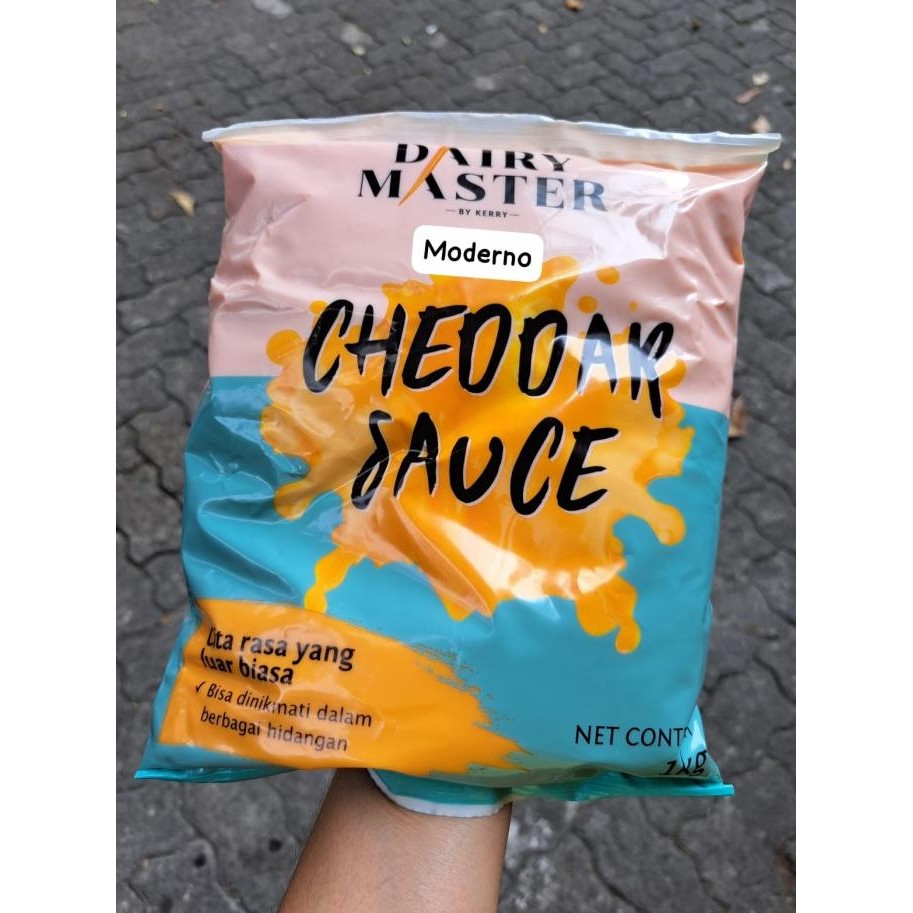 DAIRY
MASTER
— BY KERRY —
Moderno
CHEDDAR
SAUCE
Cita rasa yang
luar biasa
✓ Bisa dinikmati dalam
berbagai hidangan
NET CONT
1kg